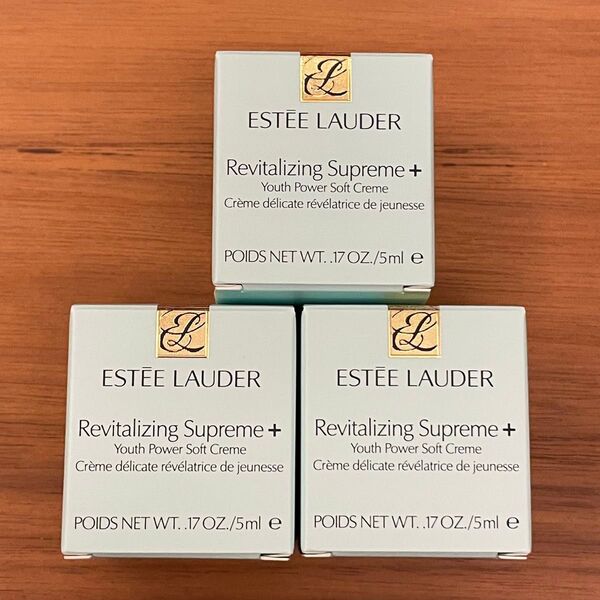 EL
ESTĒE LAUDER
Revitalizing Supreme +
Youth Power Soft Creme
Crème délicate révélatrice de jeunesse
POIDS NET WT. .17 OZ./5ml ℮
EL
ESTĒE LAUDER
Revitalizing Supreme +
Youth Power Soft Creme
Crème délicate révélatrice de jeunesse
POIDS NET WT. .17 OZ./5ml ℮
EL
ESTĒE LAUDER
Revitalizing Supreme +
Youth Power Soft Creme
Crème délicate révélatrice de jeunesse
POIDS NET WT. .17 OZ./5ml ℮